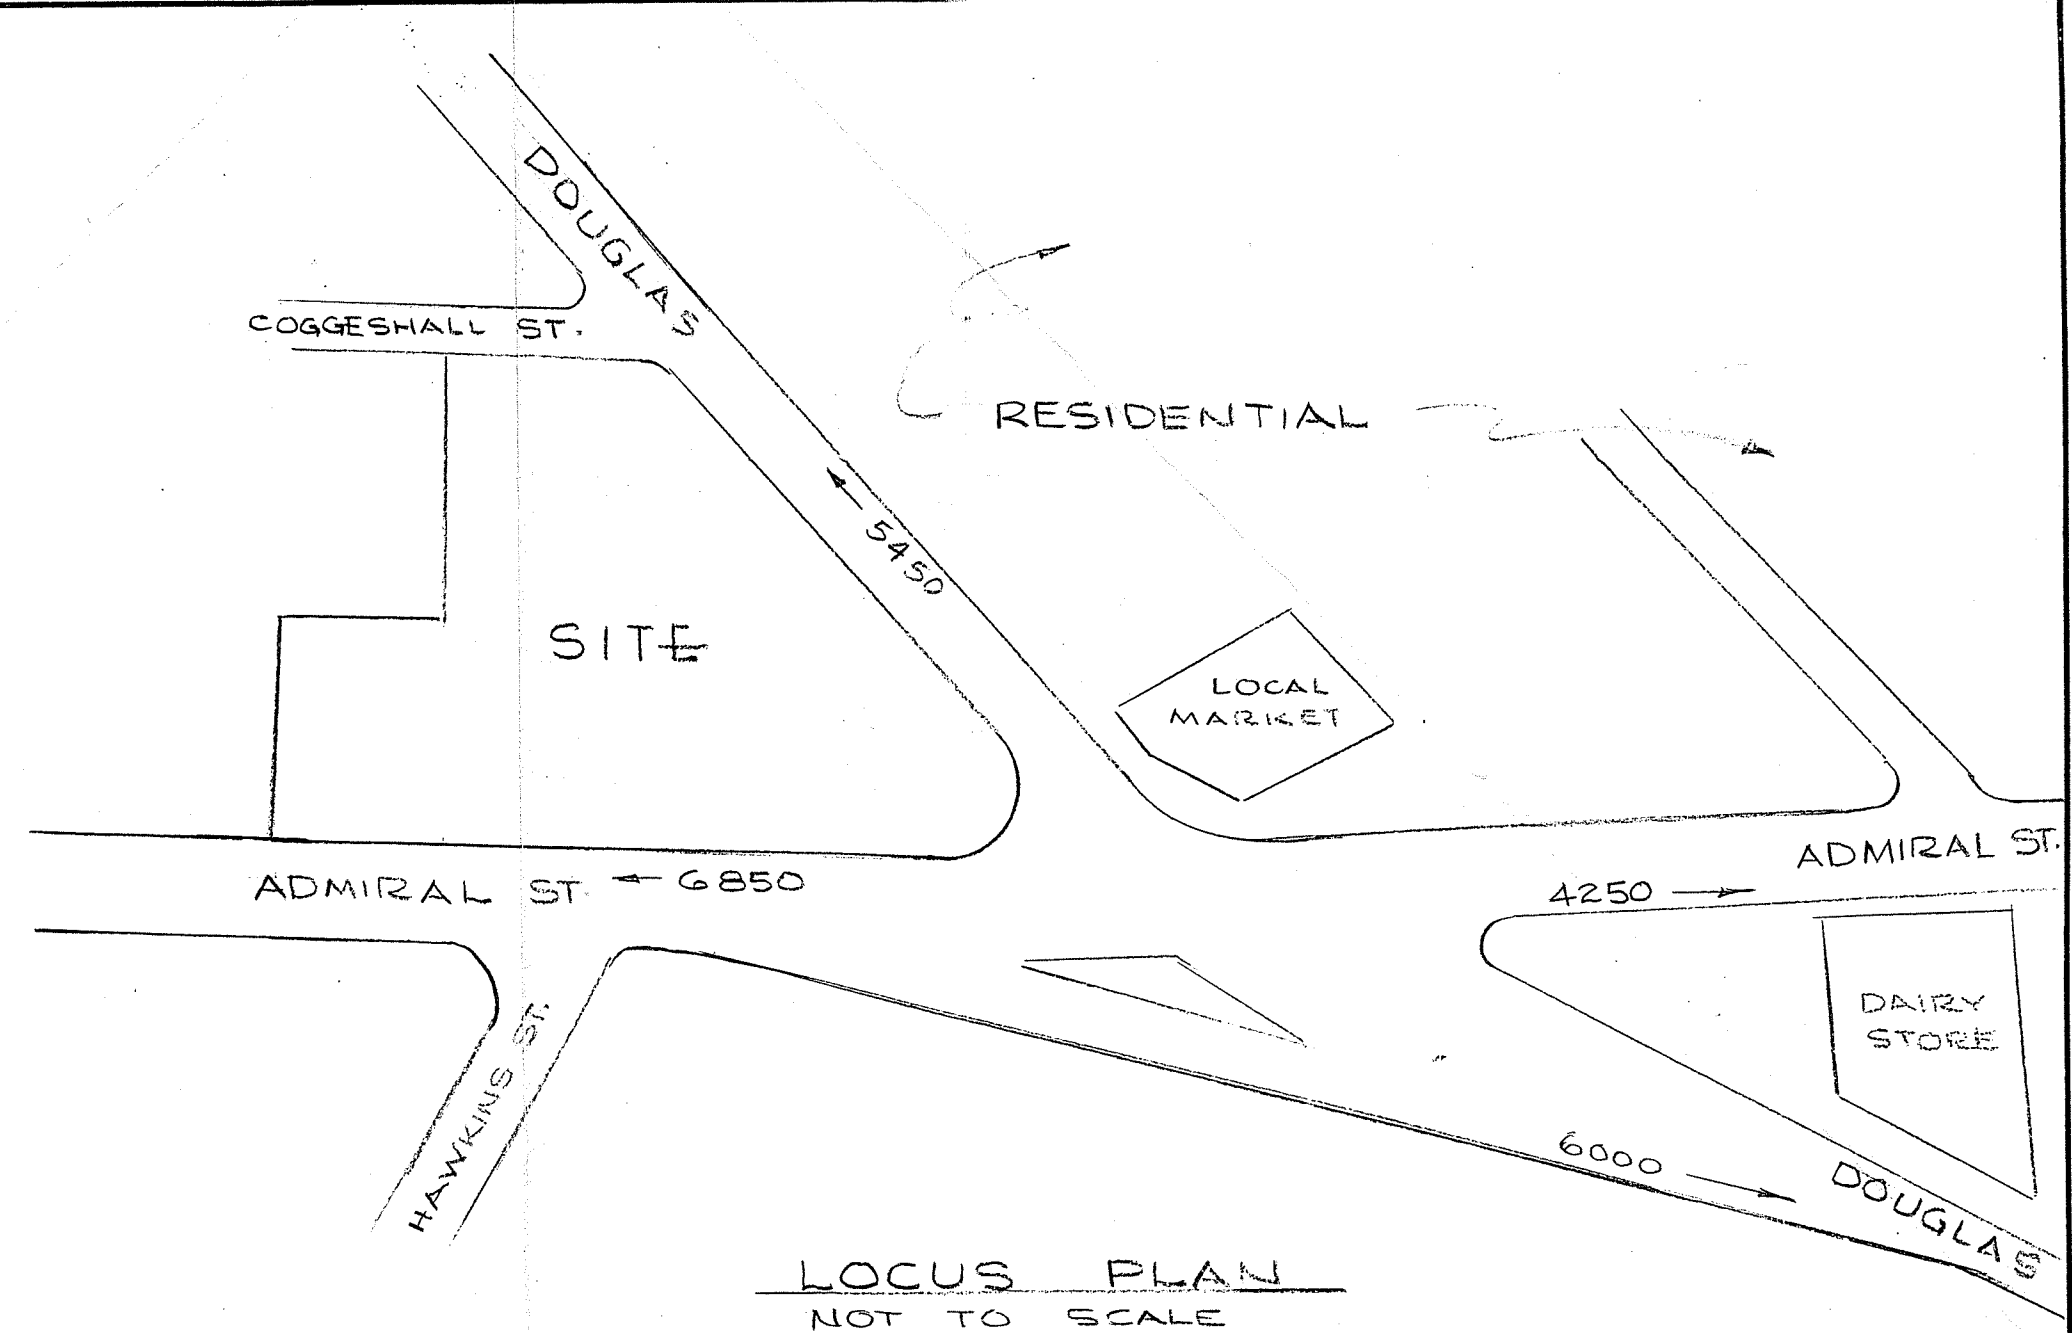 DOUGLAS
COGGESHALL ST.
RESIDENTIAL
5450
SITE
LOCAL
MARKET
ADMIRAL ST.
ADMIRAL ST. 6850
4250
DAIRY
STORE
HAWKINS ST.
6000
DOUGLAS
LOCUS PLAN
NOT TO SCALE